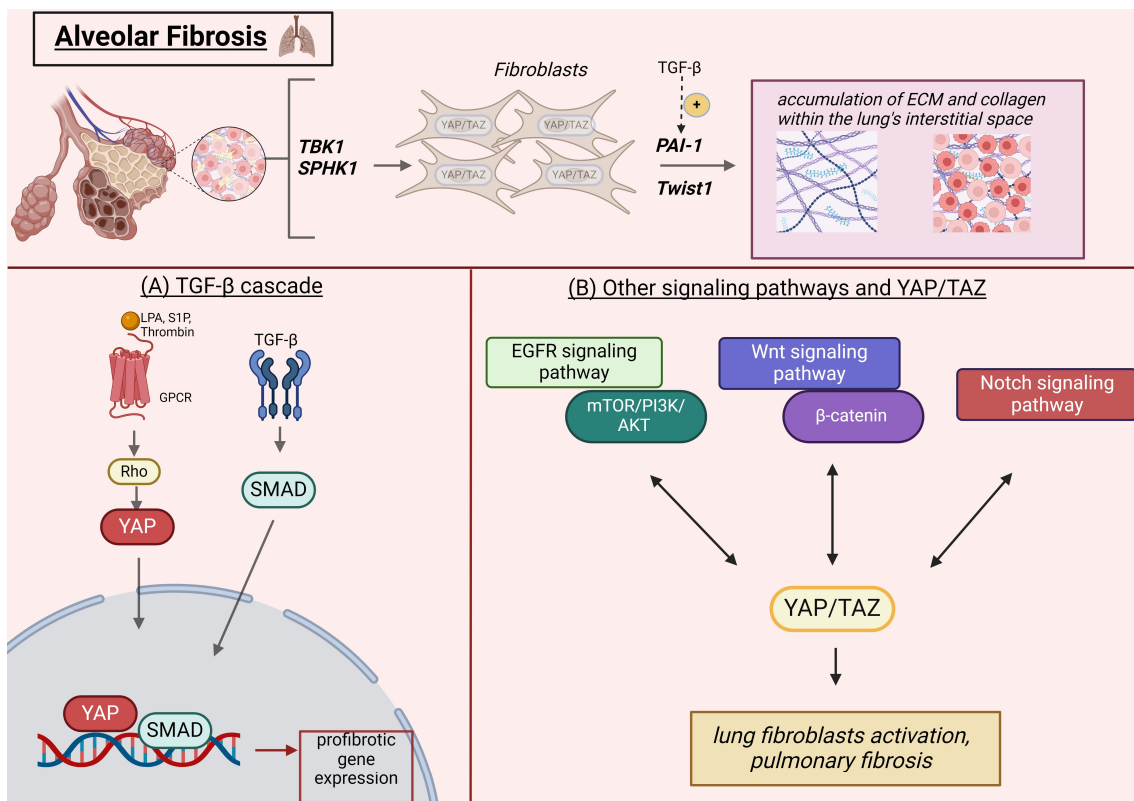 Alveolar Fibrosis
TBK1
SPHK1
Fibroblasts
YAP/TAZ
YAP/TAZ
YAP/TAZ
YAP/TAZ
TGF-β
+
PAI-1
Twist1
accumulation of ECM and collagen
within the lung's interstitial space
(A) TGF-β cascade
LPA, S1P,
Thrombin
GPCR
Rho
YAP
TGF-β
SMAD
YAP
SMAD
profibrotic
gene
expression
(B) Other signaling pathways and YAP/TAZ
EGFR signaling
pathway
mTOR/PI3K/
AKT
Wnt signaling
pathway
β-catenin
Notch signaling
pathway
YAP/TAZ
lung fibroblasts activation,
pulmonary fibrosis